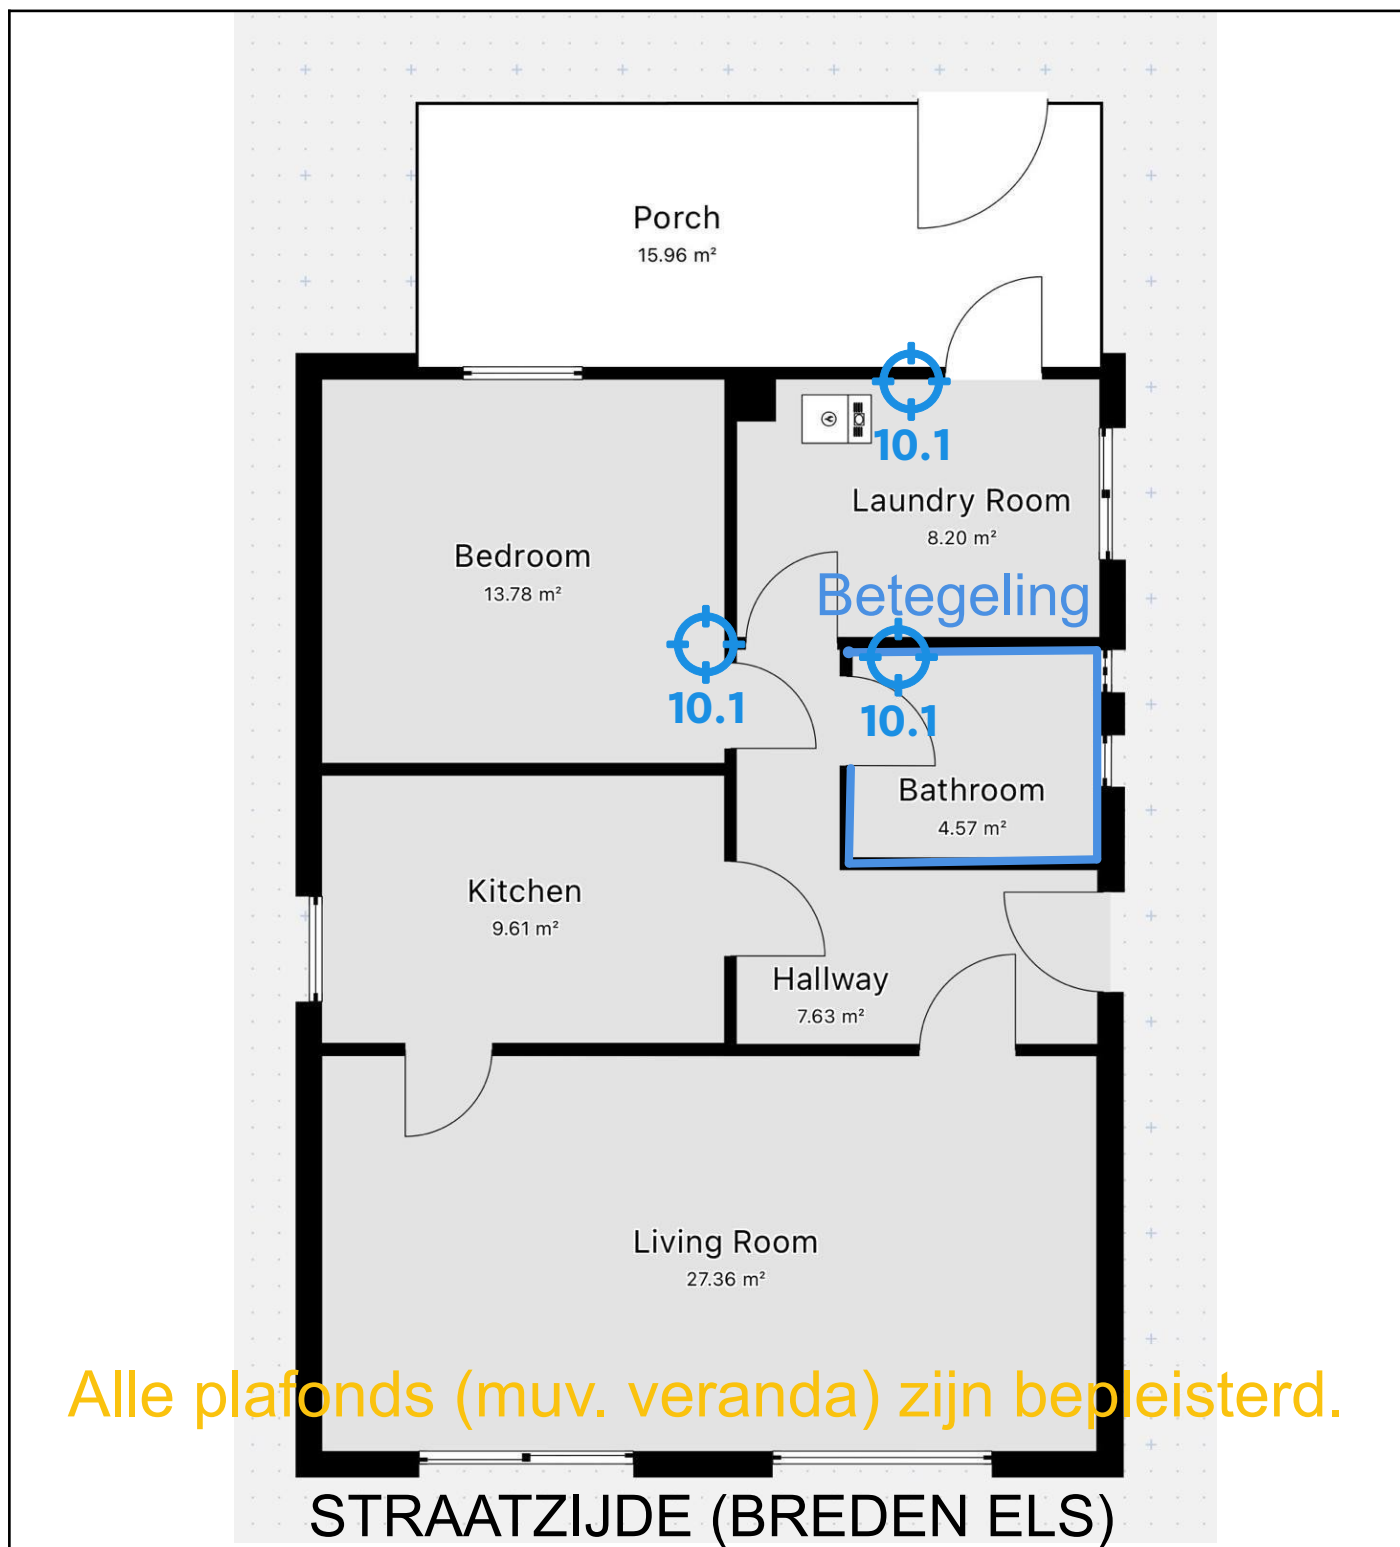 Porch
15.96 m²
10.1
Laundry Room
8.20 m²
Bedroom
13.78 m²
Betegeling
10.1
10.1
Bathroom
4.57 m²
Kitchen
9.61 m²
Hallway
7.63 m²
Living Room
27.36 m²
Alle plafonds (muv. veranda) zijn bepleisterd.
STRAATZIJDE (BREDEN ELS)